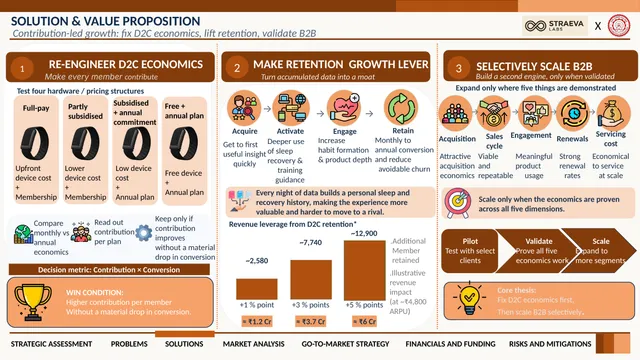 SOLUTION & VALUE PROPOSITION
Contribution-led growth: fix D2C economics, lift retention, validate B2B
STRAEVA
LABS
X
1
RE-ENGINEER D2C ECONOMICS
Make every member contribute
Test four hardware / pricing structures
Full-pay
Upfront
device cost
+
Membership
Partly
subsidised
Lower
device cost
+
Membership
Subsidised
+ annual
commitment
Low device
cost
+
Annual plan
Free +
annual plan
Free device
+
Annual plan
Compare
monthly vs
annual
economics
Read out
contribution
per plan
Keep only if
contribution
improves
without a material
drop in conversion
Decision metric: Contribution × Conversion
WIN CONDITION:
Higher contribution per member
Without a material drop in conversion.
2
MAKE RETENTION GROWTH LEVER
Turn accumulated data into a moat
Acquire
Get to first
useful insight
quickly
Activate
Deeper use
of sleep
recovery &
training
guidance
Engage
Increase
habit formation
& product depth
Retain
Monthly to
annual conversion
and reduce
avoidable churn
Every night of data builds a personal sleep and
recovery history, making the experience more
valuable and harder to move to a rival.
Revenue leverage from D2C retention*
~2,580
~7,740
~12,900
+1 % point
+3 % point
+5 % point
= ₹1.2 Cr
= ₹3.7 Cr
= ₹6 Cr
.Additional
Member
retained
.Illustrative
revenue
impact
(at ~₹4,800
ARPU)
3
SELECTIVELY SCALE B2B
Build a second engine, only when validated
Expand only where five things are demonstrated
Acquisition
Attractive
acquisition
economics
Sales
cycle
Viable
and
repeatable
Engagement
Meaningful
product
usage
Renewals
Strong
renewal
rates
Servicing
cost
Economical
to service
at scale
Scale only when the economics are proven
across all five dimensions.
Pilot
Test with select
clients
Validate
Prove all five
economics work
Scale
Expand to
more segments
Core thesis:
Fix D2C economics first.
Then scale B2B selectively.
STRATEGIC ASSESSMENT
PROBLEMS
SOLUTIONS
MARKET ANALYSIS
GO-TO-MARKET STRATEGY
FINANCIALS AND FUNDING
RISKS AND MITIGATIONS